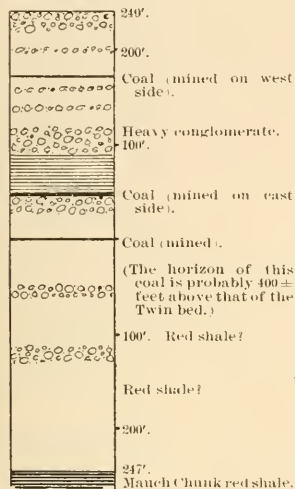 240'.
200'.
Coal (mined on west
side).
Heavy conglomerate.
100'.
Coal (mined on east
side).
Coal (mined).
(The horizon of this
coal is probably 400 ±
feet above that of the
Twin bed.)
100'. Red shale?
Red shale?
200'.
247'.
Mauch Chunk red shale.